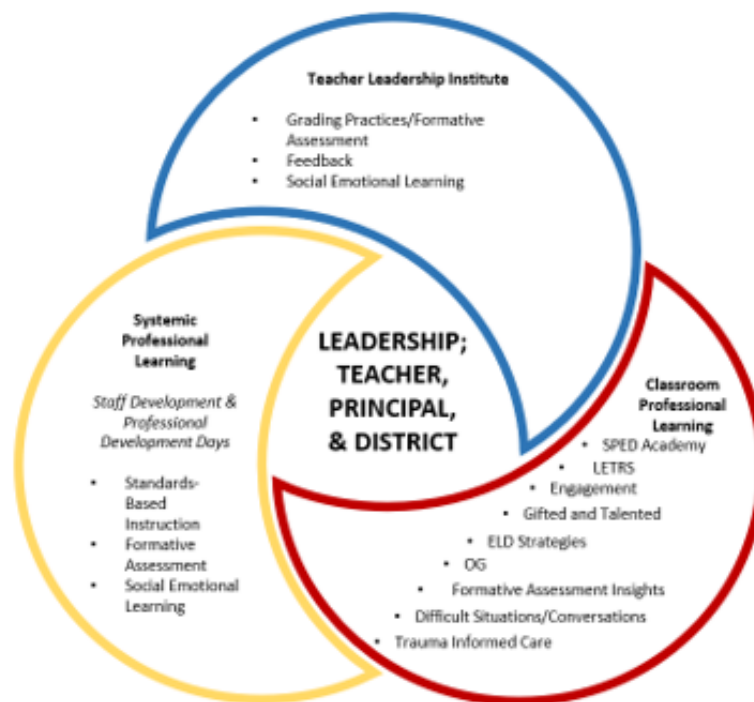 Teacher Leadership Institute
• Grading Practices/Formative
Assessment
• Feedback
• Social Emotional Learning
Systemic
Professional
Learning
Staff Development &
Professional
Development Days
• Standards-
Based
Instruction
• Formative
Assessment
• Social Emotional
Learning
LEADERSHIP;
TEACHER,
PRINCIPAL,
& DISTRICT
Classroom
Professional
Learning
• SPED Academy
• LETRS
• Engagement
• Gifted and Talented
• ELD Strategies
• OG
• Formative Assessment Insights
• Difficult Situations/Conversations
• Trauma Informed Care